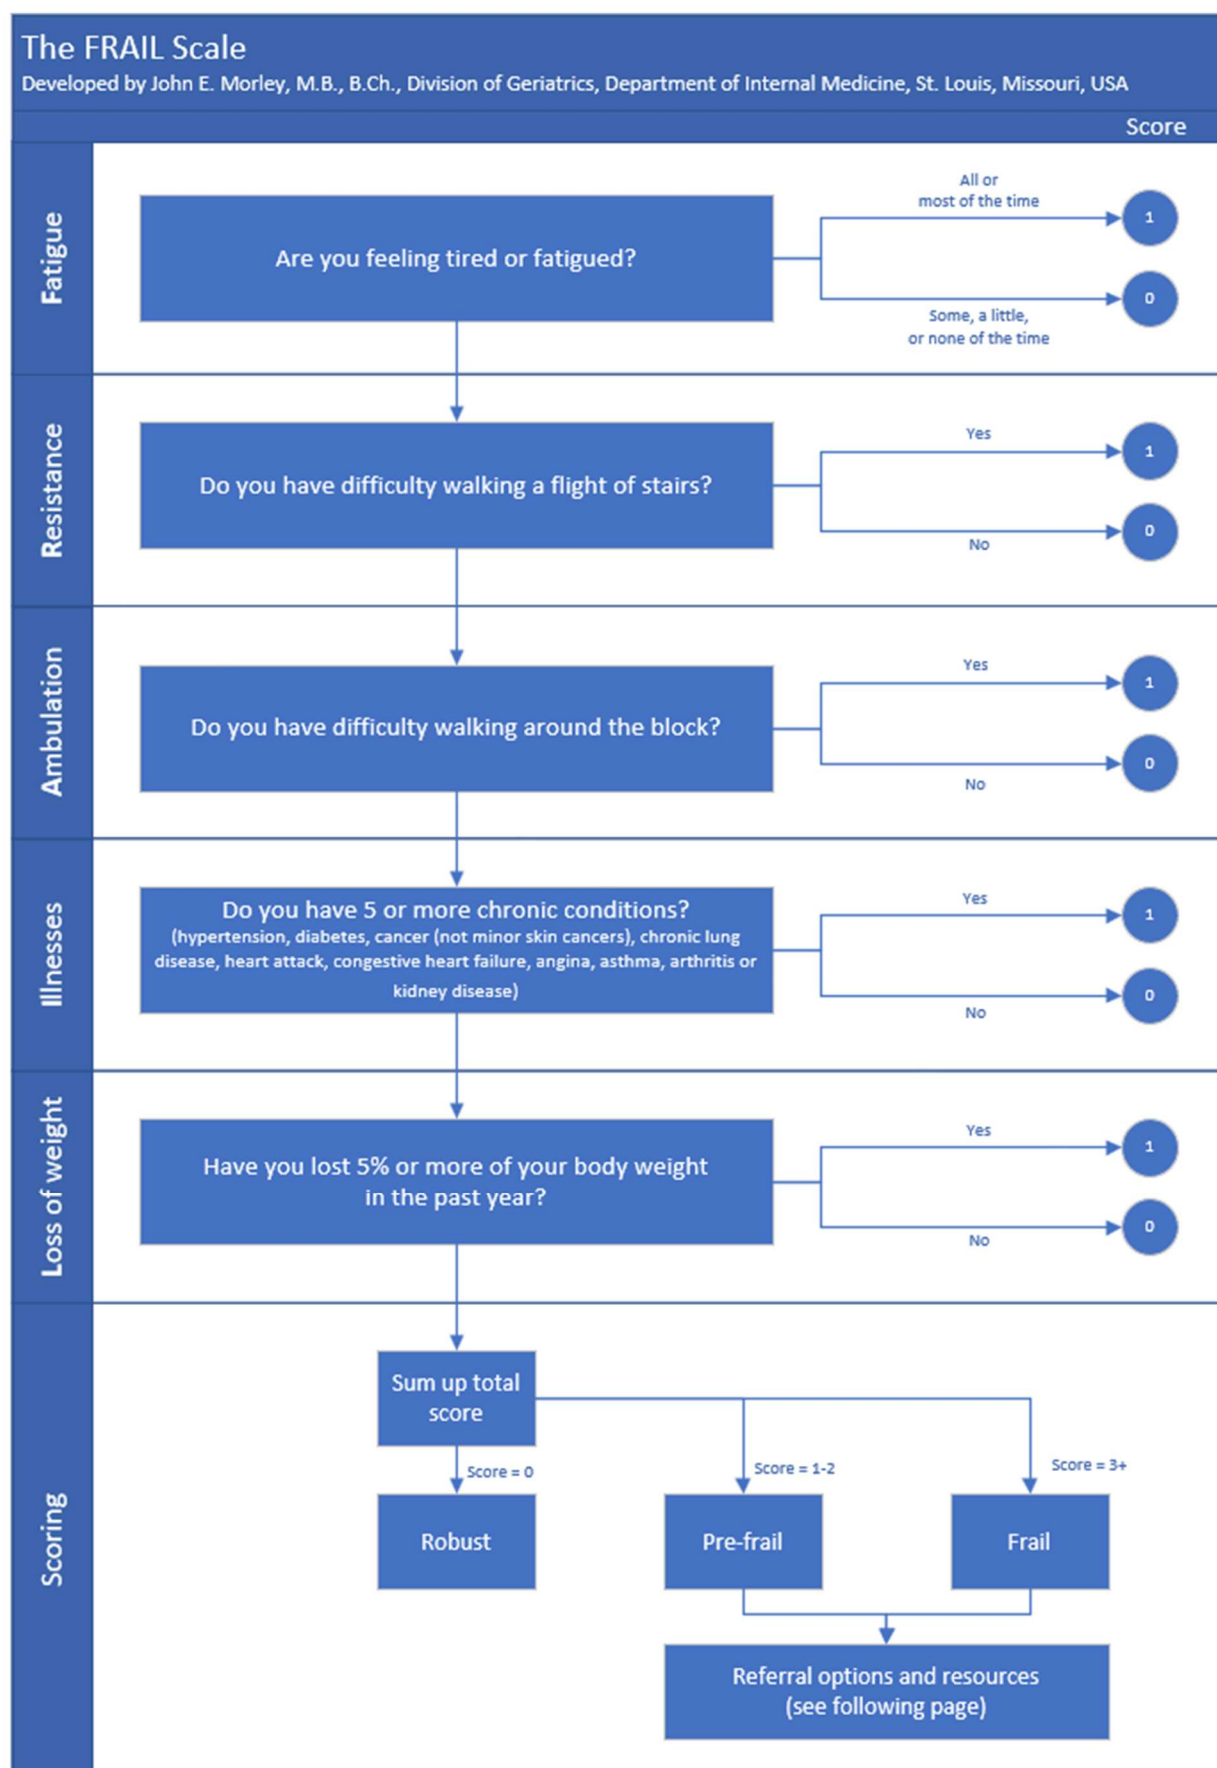 The FRAIL Scale
Developed by John E. Morley, M.B., B.Ch., Division of Geriatrics, Department of Internal Medicine, St. Louis, Missouri, USA
Score
Fatigue
Are you feeling tired or fatigued?
All or
most of the time
1
0
Some, a little,
or none of the time
Resistance
Do you have difficulty walking a flight of stairs?
Yes
1
0
No
Ambulation
Do you have difficulty walking around the block?
Yes
1
0
No
Illnesses
Do you have 5 or more chronic conditions?
(hypertension, diabetes, cancer (not minor skin cancers), chronic lung
disease, heart attack, congestive heart failure, angina, asthma, arthritis or
kidney disease)
Yes
1
0
No
Loss of weight
Have you lost 5% or more of your body weight
in the past year?
Yes
1
0
No
Scoring
Sum up total
score
Score = 0
Score = 1-2
Score = 3+
Robust
Pre-frail
Frail
Referral options and resources
(see following page)